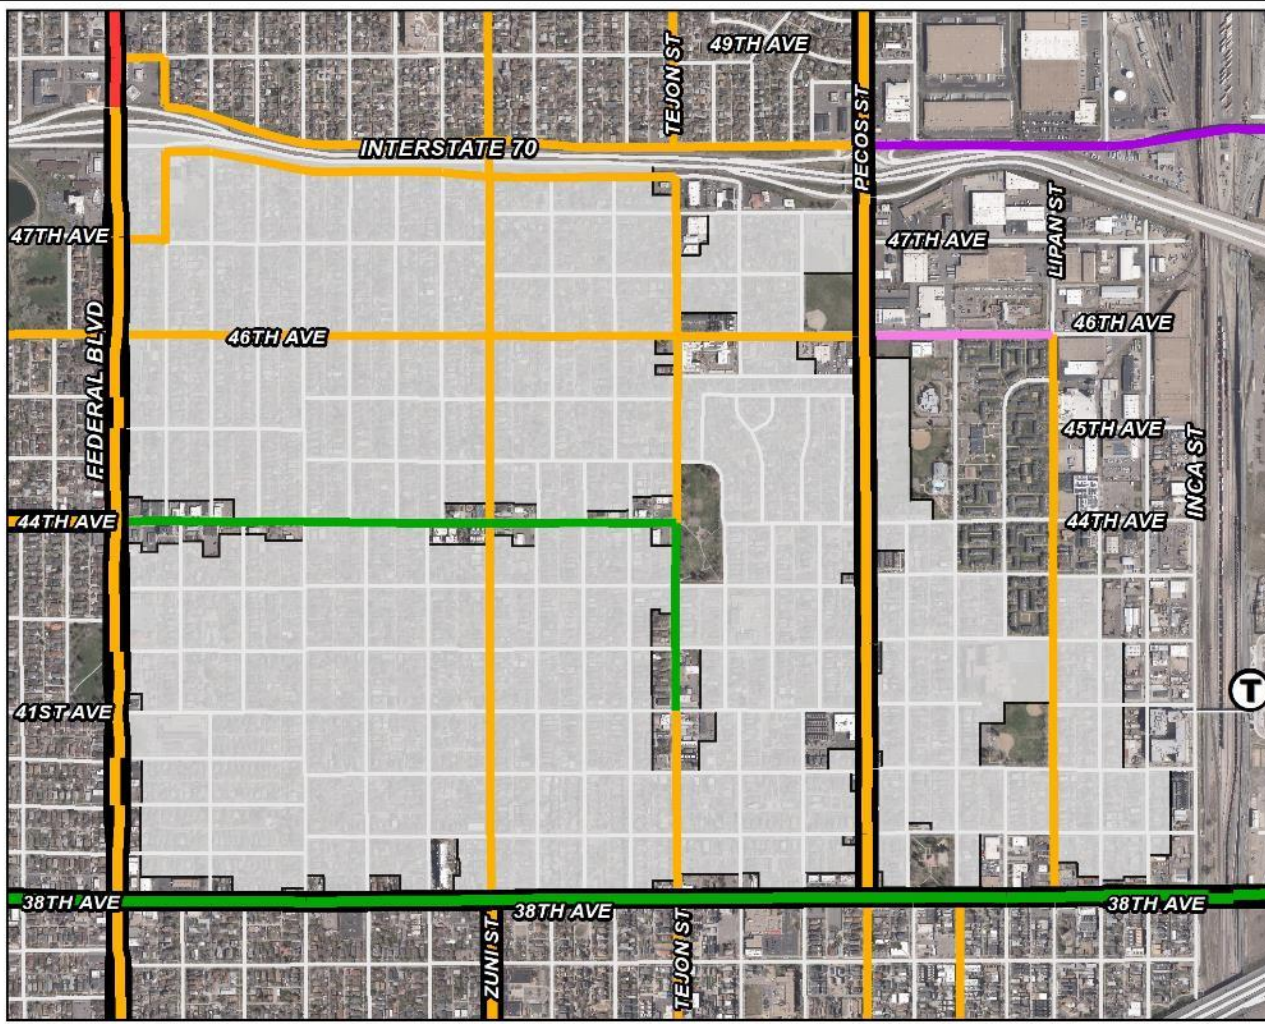 49TH AVE
TEJON ST
PECOS ST
INTERSTATE 70
LIPAN ST
47TH AVE
47TH AVE
46TH AVE
46TH AVE
FEDERAL BLVD
45TH AVE
INCA ST
44TH AVE
44TH AVE
T
41ST AVE
38TH AVE
38TH AVE
38TH AVE
ZUNI ST
TEJON ST